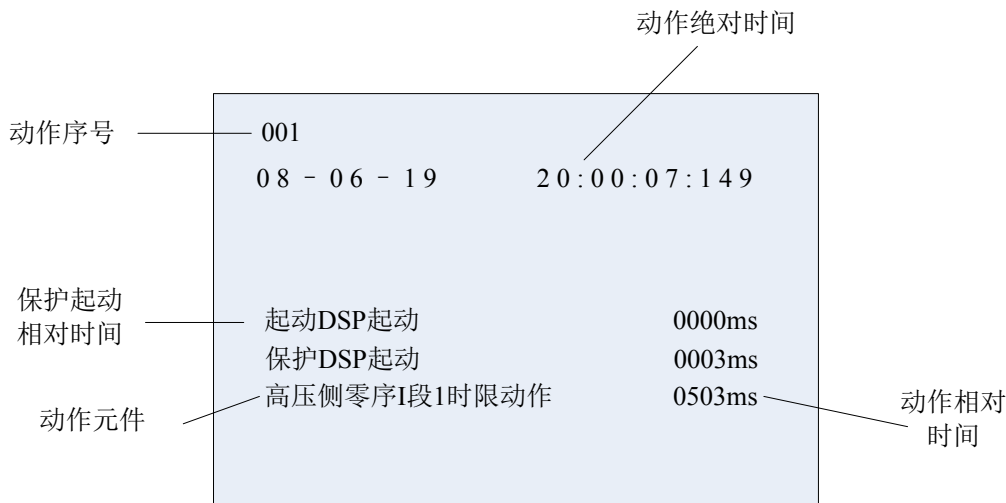 动作绝对时间
动作序号
001
08-06-19 20:00:07:149
保护起动
相对时间
起动DSP起动 0000ms
保护DSP起动 0003ms
高压侧零序I段1时限动作 0503ms
动作元件
动作相对
时间